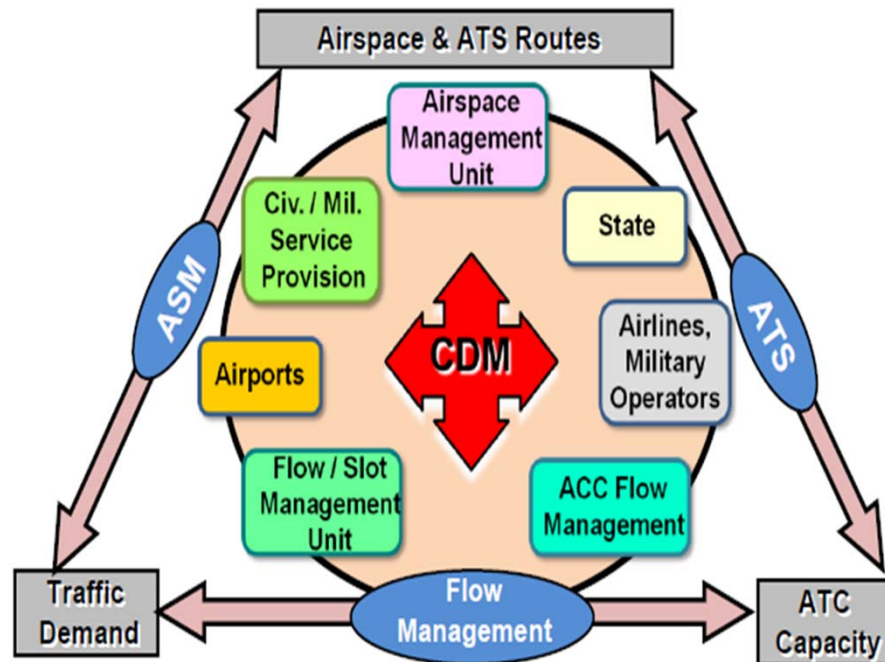 Airspace & ATS Routes
Airspace
Management
Unit
Civ. / Mil.
Service
Provision
State
ASM
CDM
ATS
Airlines,
Military
Operators
Airports
Flow / Slot
Management
Unit
ACC Flow
Management
Traffic
Demand
Flow
Management
ATC
Capacity